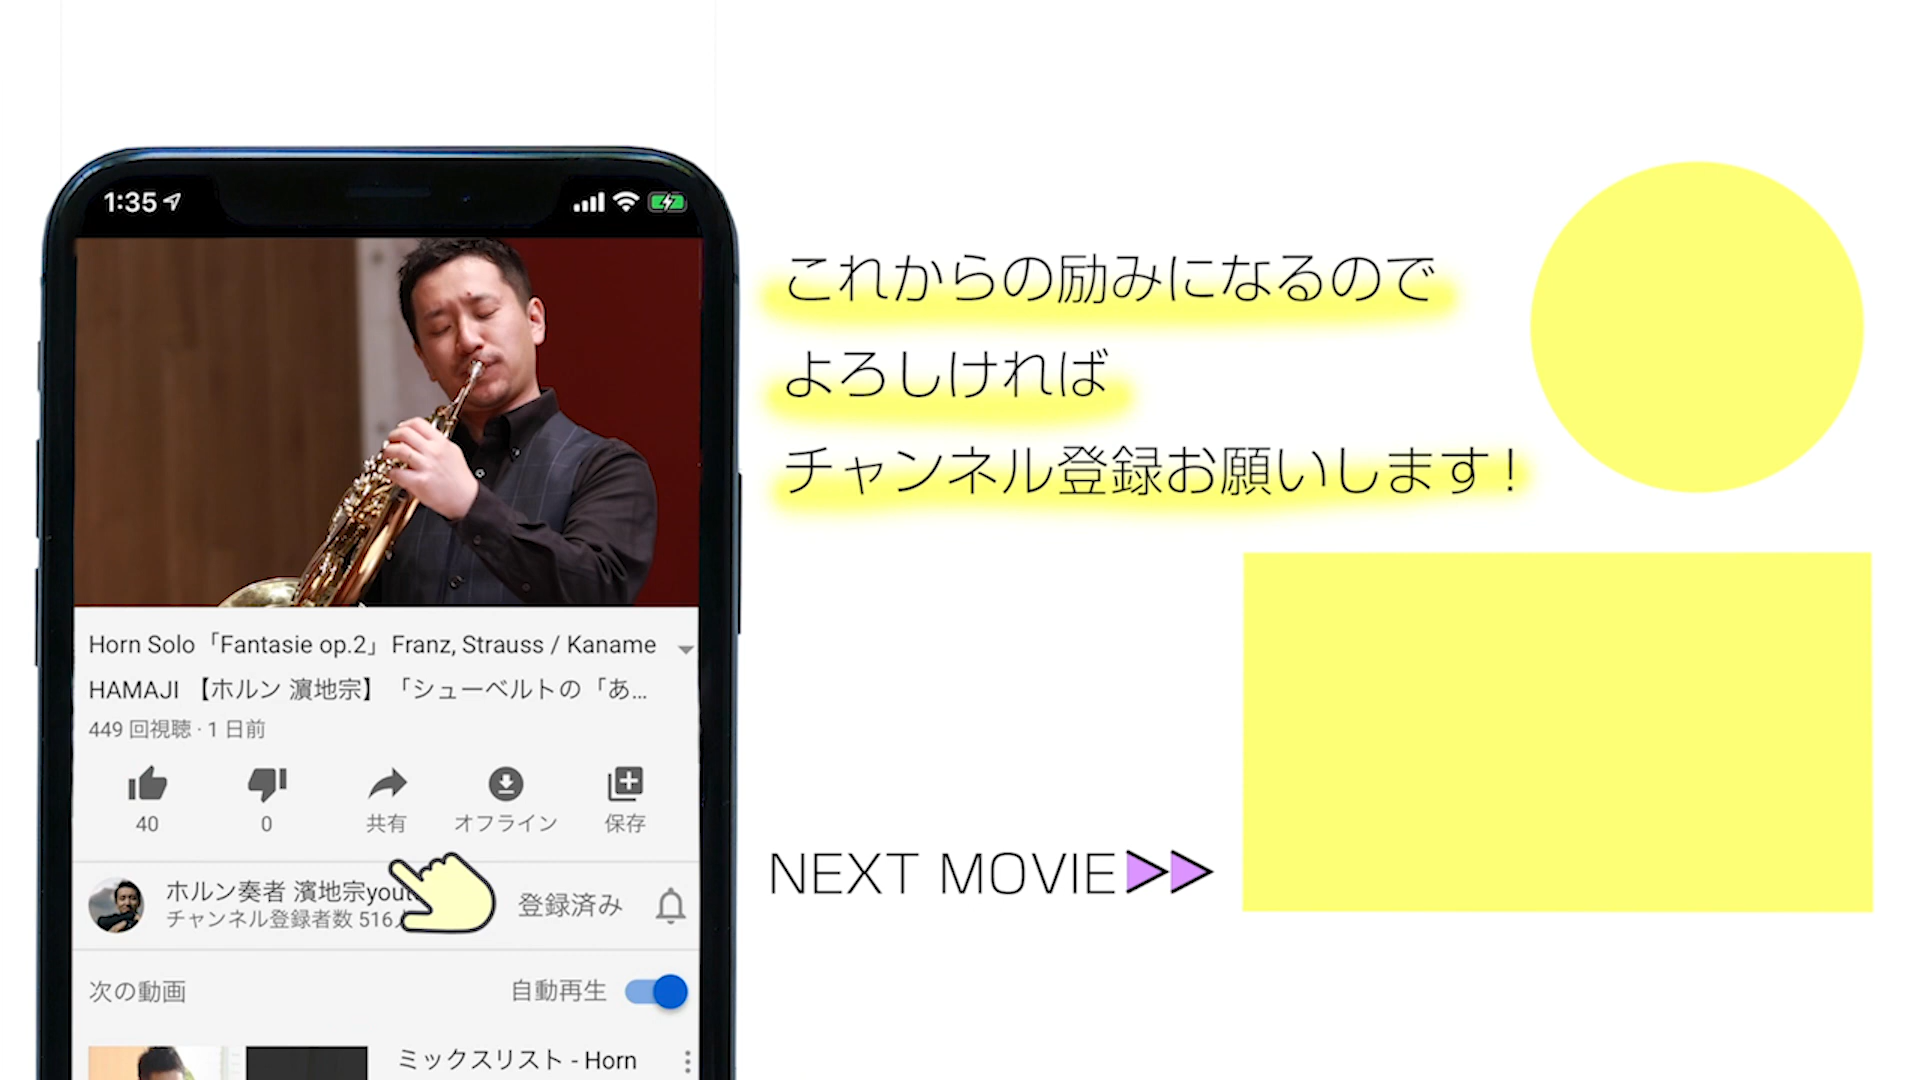 1:35
Horn Solo「Fantasie op.2」Franz, Strauss / Kaname
HAMAJI 【ホルン 濵地宗】 「シューベルトの「あ...
449 回視聴 · 1 日前
40
0
共有
オフライン
保存
ホルン奏者 濵地宗yout
チャンネル登録者数 516人
登録済み
次の動画
自動再生
ミックスリスト - Horn
これからの励みになるので
よろしければ
チャンネル登録お願いします!
NEXT MOVIE